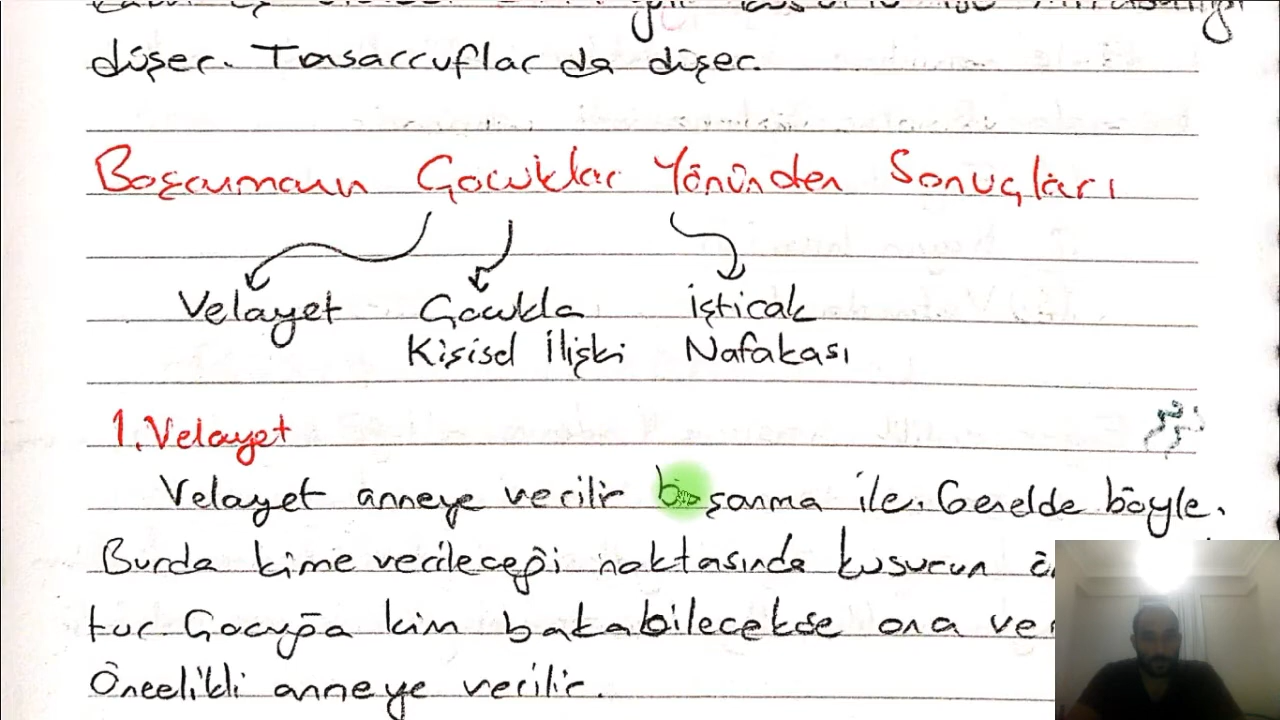 düşer. Tasarruflar da düşer.
Boşanmanın Çocuklar Yönünden Sonuçları
Velayet Çocukla İştirak
Kişisel İlişki Nafakası
1. Velayet
Velayet anneye verilir boşanma ile. Genelde böyle.
Burda kime verileceği noktasında kusurun
tur. Çocuğa kim bakabilecekse ona
Öncelikli anneye verilir.